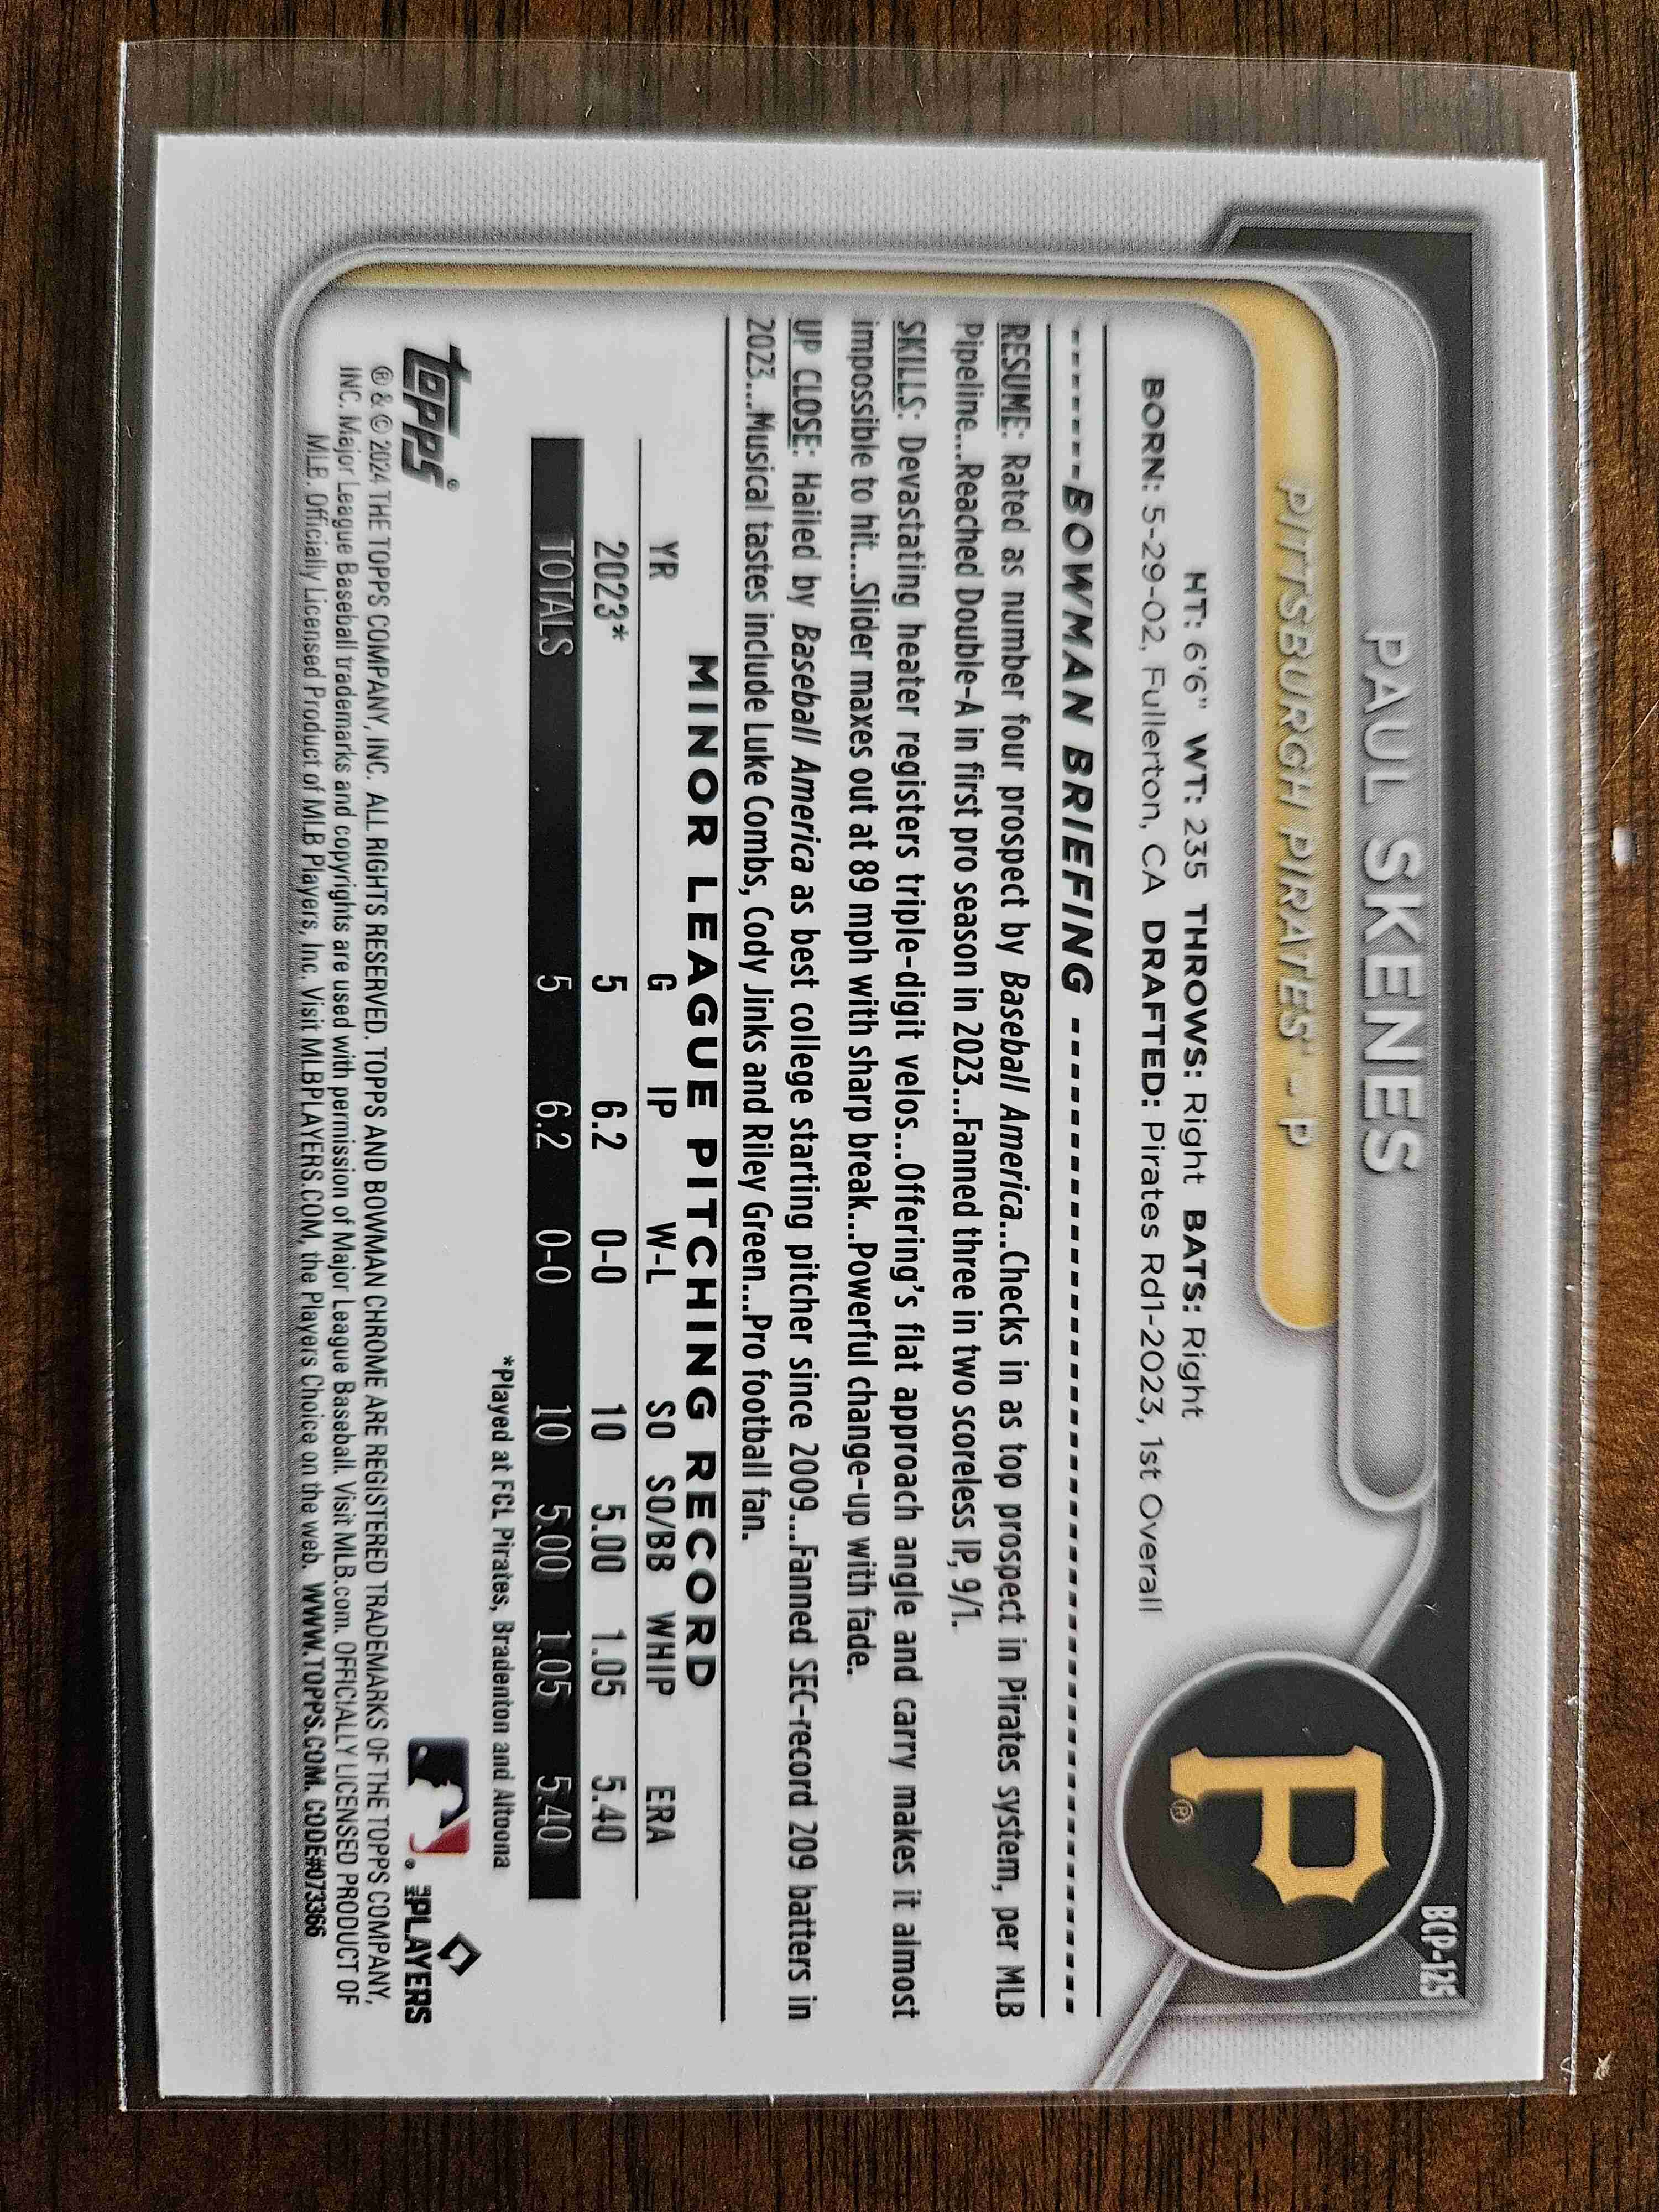 BCP-125
PAUL SKENES
PITTSBURGH PIRATES® - P
P®
HT: 6'6" WT: 235 THROWS: Right BATS: Right
BORN: 5-29-02, Fullerton, CA DRAFTED: Pirates Rd1-2023, 1st Overall
BOWMAN BRIEFING
RESUME: Rated as number four prospect by Baseball America...Checks in as top prospect in Pirates system, per MLB
Pipeline...Reached Double-A in first pro season in 2023...Fanned three in two scoreless IP, 9/1.
SKILLS: Devastating heater registers triple-digit velos...Offering's flat approach angle and carry makes it almost
impossible to hit...Slider maxes out at 89 mph with sharp break...Powerful change-up with fade.
UP CLOSE: Hailed by Baseball America as best college starting pitcher since 2009...Fanned SEC-record 209 batters in
2023...Musical tastes include Luke Combs, Cody Jinks and Riley Green...Pro football fan.
MINOR LEAGUE PITCHING RECORD
YR G IP W-L SO SO/BB WHIP ERA
2023* 5 6.2 0-0 10 5.00 1.05 5.40
TOTALS 5 6.2 0-0 10 5.00 1.05 5.40
*Played at FCL Pirates, Bradenton and Altoona
topps® MLB PLAYERS
® & © 2024 THE TOPPS COMPANY, INC. ALL RIGHTS RESERVED. TOPPS AND BOWMAN CHROME ARE REGISTERED TRADEMARKS OF THE TOPPS COMPANY,
INC. Major League Baseball trademarks and copyrights are used with permission of Major League Baseball. Visit MLB.com. OFFICIALLY LICENSED PRODUCT OF
MLB. Officially Licensed Product of MLB Players, Inc. Visit MLBPLAYERS.COM, the Players Choice on the web. WWW.TOPPS.COM. CODE#073366